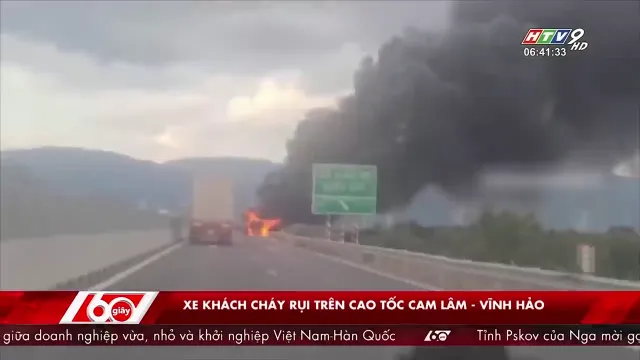 HTV9 HD
06:41:33
60 giây
XE KHÁCH CHÁY RỤI TRÊN CAO TỐC CAM LÂM - VĨNH HẢO
giữa doanh nghiệp vừa, nhỏ và khởi nghiệp Việt Nam-Hàn Quốc 60 Tỉnh Pskov của Nga mời g